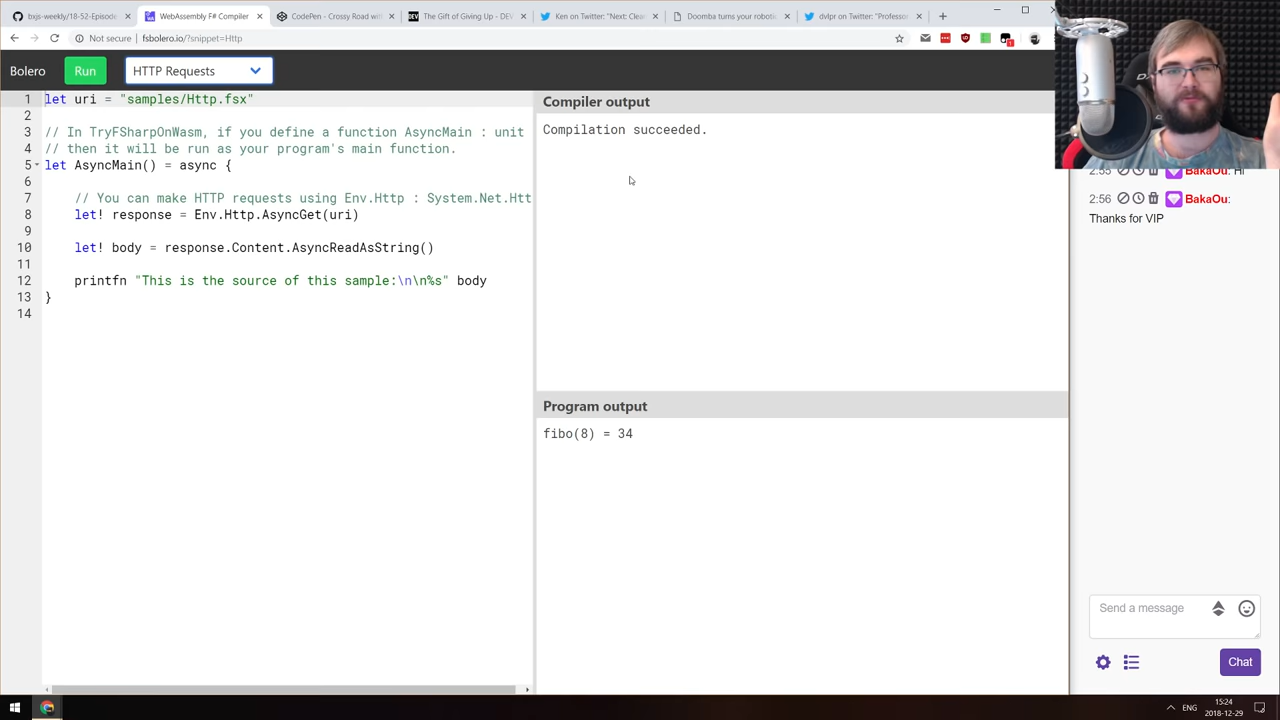 bxjs-weekly/18-52-Episode
WebAssembly F# Compiler
CodePen - Crossy Road with
The Gift of Giving Up - DEV
Ken on Twitter: "Next: Clean
Doomba turns your roboti
dvlpr on Twitter: "Professor
Not secure | fsbolero.io/?snippet=Http
Bolero
Run
HTTP Requests
1 let uri = "samples/Http.fsx"
2
3 // In TryFSharpOnWasm, if you define a function AsyncMain : unit
4 // then it will be run as your program's main function.
5 let AsyncMain() = async {
6
7 // You can make HTTP requests using Env.Http : System.Net.Htt
8 let! response = Env.Http.AsyncGet(uri)
9
10 let! body = response.Content.AsyncReadAsString()
11
12 printfn "This is the source of this sample:\n\n%s" body
13 }
14
Compiler output
Compilation succeeded.
Program output
fibo(8) = 34
2:55 BakaOu: Hi
2:56 BakaOu:
Thanks for VIP
Send a message
Chat
ENG
15:24
2018-12-29